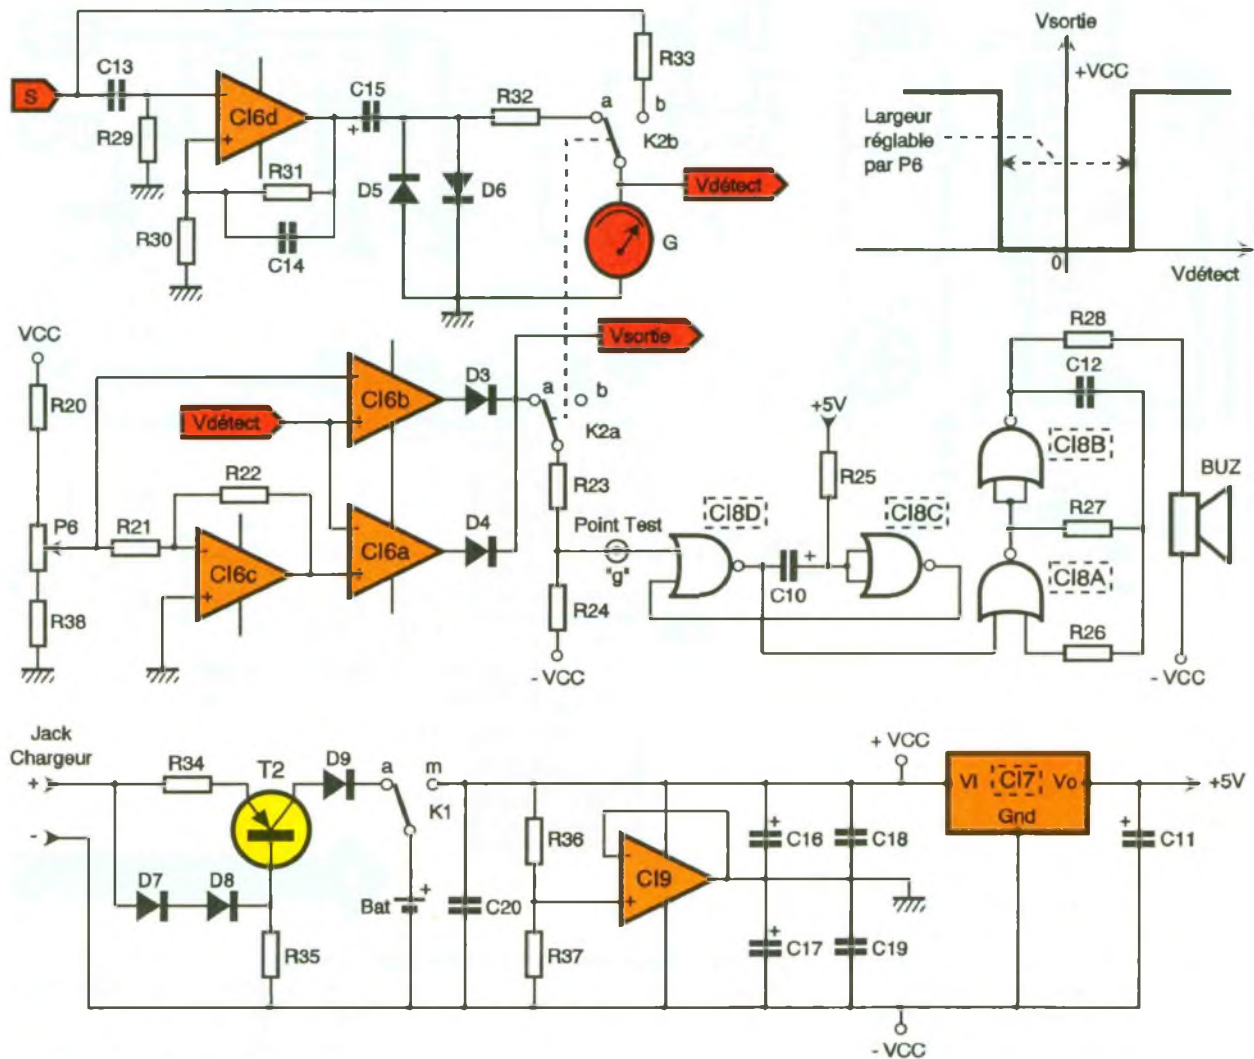 S
C13
R29
CI6d
R31
R30
C14
C15
D5
D6
R32
R33
a
b
K2b
Vdétect
G
Vsortie
+VCC
Largeur
réglable
par P6
0
Vdétect
VCC
R20
P6
R38
R21
R22
CI6c
Vdétect
CI6b
CI6a
D3
D4
Vsortie
a
b
K2a
R23
Point Test
"g"
R24
- VCC
CI8D
C10
+5V
R25
CI8C
R28
C12
CI8B
R27
CI8A
R26
BUZ
- VCC
Jack
Chargeur
+
-
R34
T2
D9
a
m
K1
D7
D8
R35
Bat
+
C20
R36
R37
CI9
C16
C17
C18
C19
+ VCC
VI
CI7
Vo
Gnd
+5V
C11
- VCC